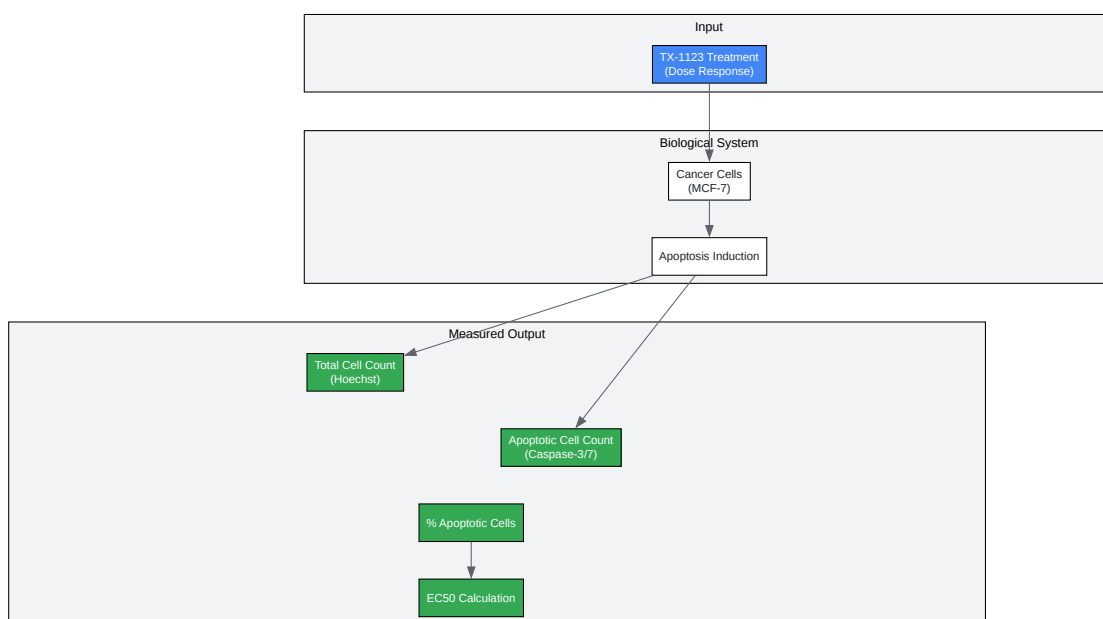 Input
TX-1123 Treatment
(Dose Response)
Biological System
Cancer Cells
(MCF-7)
Apoptosis Induction
Measured Output
Total Cell Count
(Hoechst)
Apoptotic Cell Count
(Caspase-3/7)
% Apoptotic Cells
EC50 Calculation